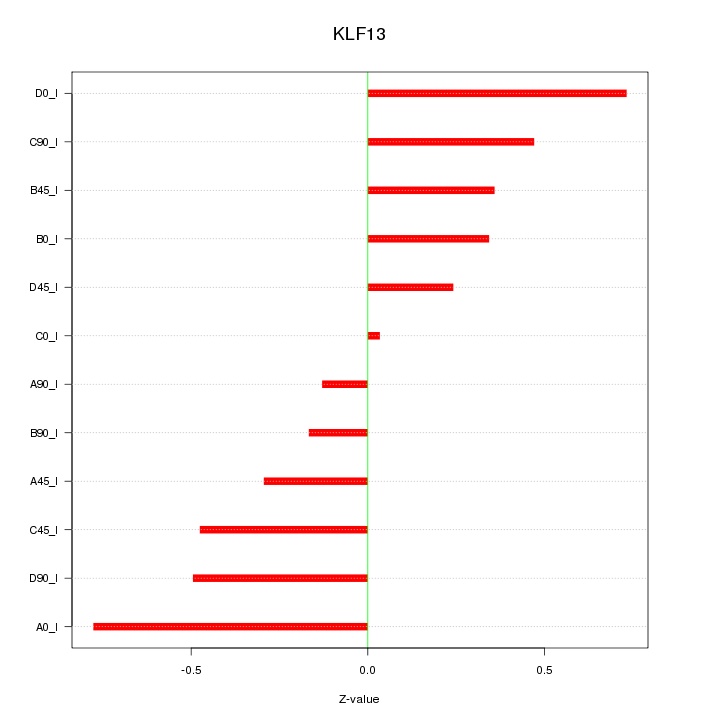 KLF13
D0_I
C90_I
B45_I
B0_I
D45_I
C0_I
A90_I
B90_I
A45_I
C45_I
D90_I
A0_I
-0.5 0.0 0.5
Z-value